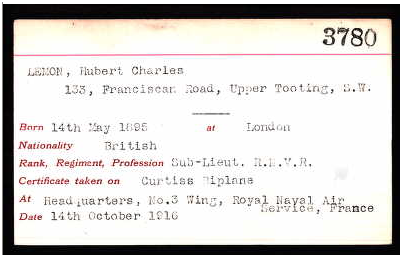 3780
LEMON, Hubert Charles
133, Franciscan Road, Upper Tooting, S.W.
Born 14th May 1895 at London
Nationality British
Rank, Regiment, Profession Sub-Lieut. R.N.V.R.
Certificate taken on Curtiss Biplane
At Headquarters, No.3 Wing, Royal Naval Air Service, France
Date 14th October 1916